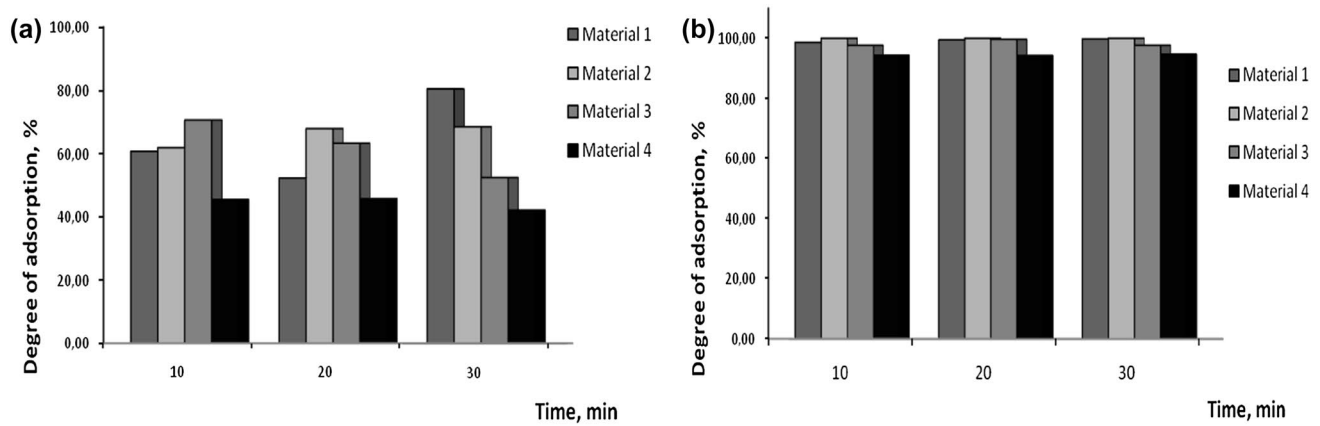 (a)
Degree of adsorption, %
100,00
80,00
60,00
40,00
20,00
0,00
10
20
30
Time, min
Material 1
Material 2
Material 3
Material 4
(b)
Degree of adsorption, %
100,00
80,00
60,00
40,00
20,00
0,00
10
20
30
Time, min
Material 1
Material 2
Material 3
Material 4